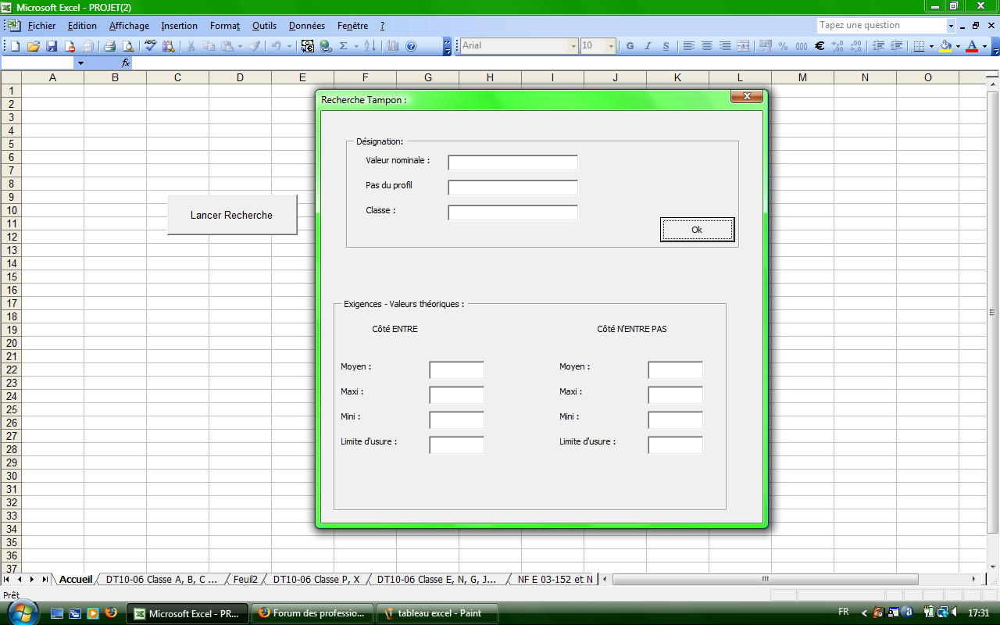 Microsoft Excel - PROJET(2)
Fichier Edition Affichage Insertion Format Outils Données Fenêtre ? Tapez une question
Arial 10 G I S % 000 €
fx
A B C D E F G H I J K L M N O
1
2
3
4
5
6
7
8
9
10
11
12
13
14
15
16
17
18
19
20
21
22
23
24
25
26
27
28
29
30
31
32
33
34
35
36
37
Lancer Recherche
Recherche Tampon :
Désignation:
Valeur nominale :
Pas du profil
Classe :
Ok
Exigences - Valeurs théoriques :
Côté ENTRE Côté N'ENTRE PAS
Moyen : Moyen :
Maxi : Maxi :
Mini : Mini :
Limite d'usure : Limite d'usure :
Accueil DT10-06 Classe A, B, C ... Feuil2 DT10-06 Classe P, X DT10-06 Classe E, N, G, J... NF E 03-152 et N
Prêt
Microsoft Excel - PR... Forum des professio... tableau excel - Paint FR 17:31